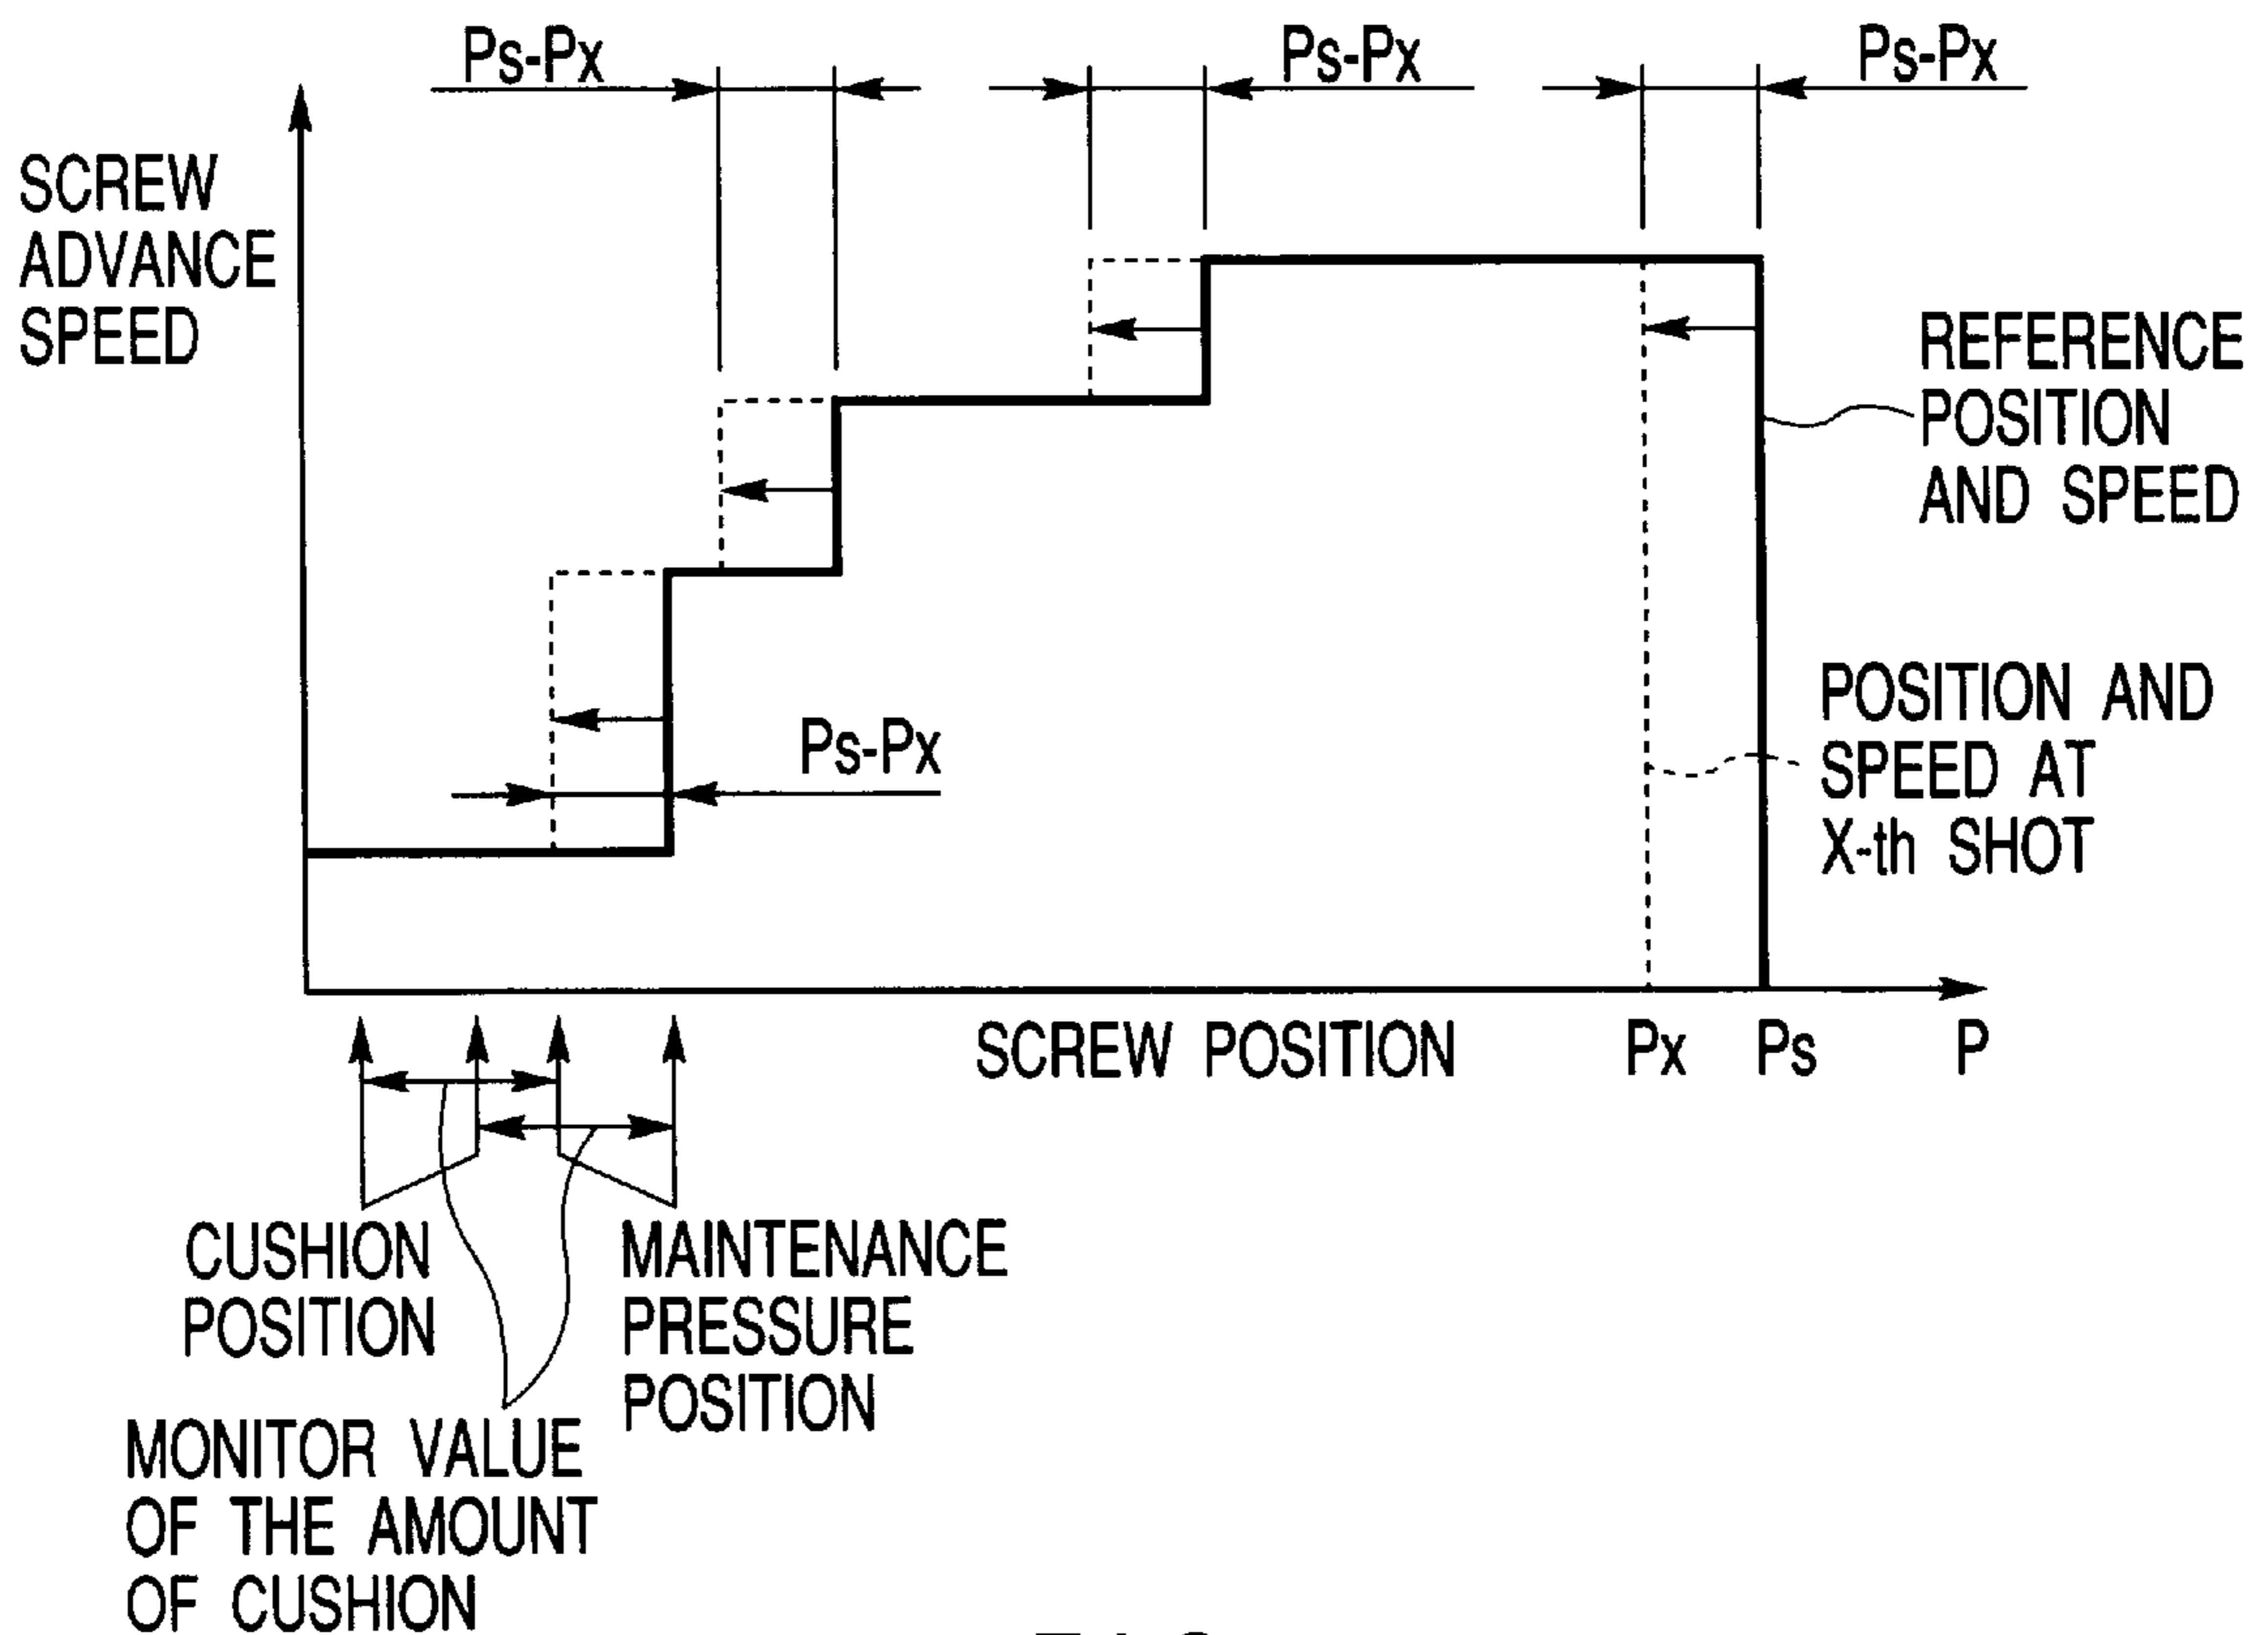 Ps-Px
Ps-Px
Ps-Px
SCREW
ADVANCE
SPEED
REFERENCE
POSITION
AND SPEED
POSITION AND
SPEED AT
X-th SHOT
Ps-Px
SCREW POSITION
Px
Ps
P
CUSHION
POSITION
MAINTENANCE
PRESSURE
POSITION
MONITOR VALUE
OF THE AMOUNT
OF CUSHION